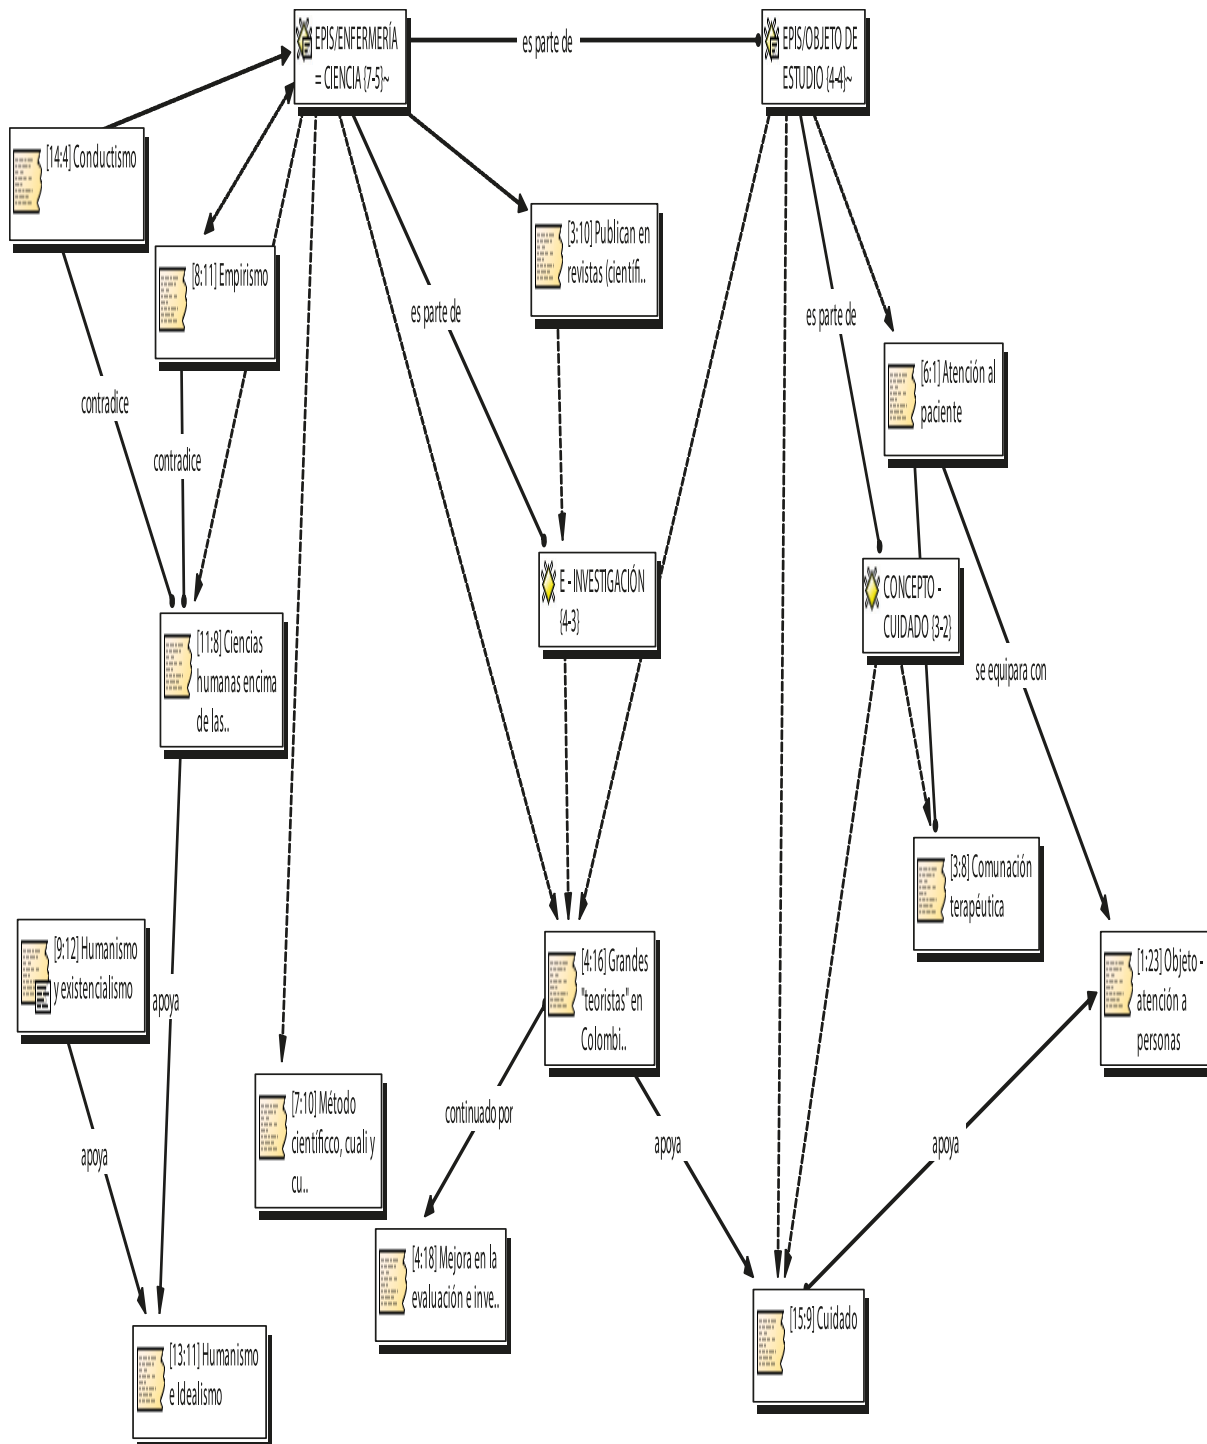 EPIS/ENFERMERÍA
= CIENCIA {7-5}~
es parte de
EPIS/OBJETO DE
ESTUDIO {4-4}~
[14:4] Conductismo
[8:11] Empirismo
[3:10] Publican en
revistas (científi..
es parte de
es parte de
[6:1] Atención al
paciente
contradice
contradice
E - INVESTIGACIÓN
{4-3}
CONCEPTO -
CUIDADO {3-2}
[11:8] Ciencias
humanas encima
de las..
se equipara con
[3:8] Comunación
terapéutica
[9:12] Humanismo
y existencialismo
apoya
[4:16] Grandes
"teoristas" en
Colombi..
[1:23] Objeto -
atención a
personas
[7:10] Método
científicco, cuali y
cu..
continuado por
apoya
apoya
apoya
[4:18] Mejora en la
evaluación e inve..
[15:9] Cuidado
[13:11] Humanismo
e Idealismo